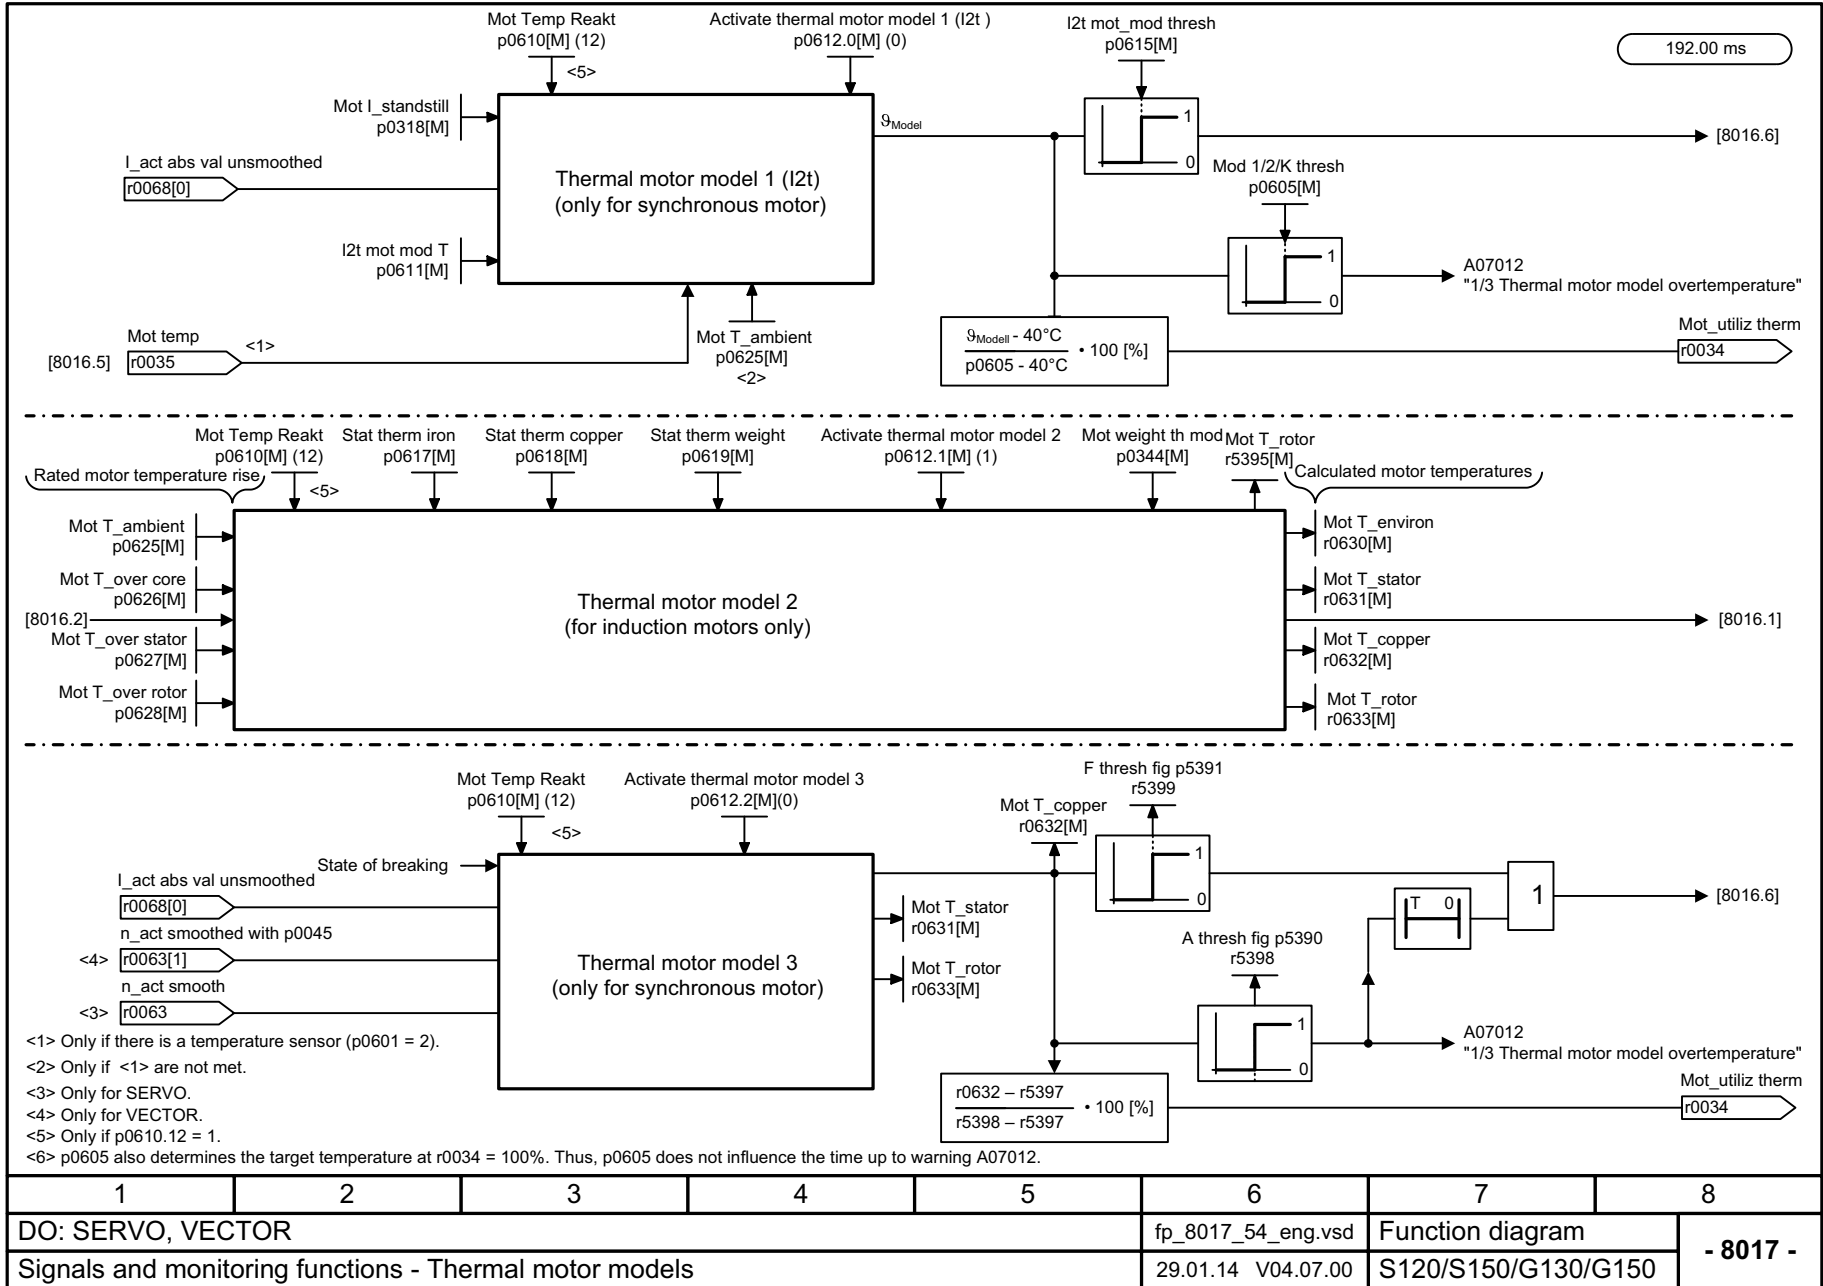 Mot Temp Reakt
p0610[M] (12)
<5>
Activate thermal motor model 1 (I2t )
p0612.0[M] (0)
I2t mot_mod thresh
p0615[M]
192.00 ms
Mot I_standstill
p0318[M]
I_act abs val unsmoothed
r0068[0]
I2t mot mod T
p0611[M]
Thermal motor model 1 (I2t)
(only for synchronous motor)
ϑModel
1
0
[8016.6]
Mod 1/2/K thresh
p0605[M]
1
0
A07012
"1/3 Thermal motor model overtemperature"
Mot temp
[8016.5]
r0035
<1>
Mot T_ambient
p0625[M]
<2>
ϑModell - 40°C
p0605 - 40°C
• 100 [%]
Mot_utiliz therm
r0034
Mot Temp Reakt
p0610[M] (12)
<5>
Stat therm iron
p0617[M]
Stat therm copper
p0618[M]
Stat therm weight
p0619[M]
Activate thermal motor model 2
p0612.1[M] (1)
Mot weight th mod
p0344[M]
Mot T_rotor
r5395[M]
Rated motor temperature rise
Calculated motor temperatures
Mot T_ambient
p0625[M]
Mot T_over core
p0626[M]
[8016.2]
Mot T_over stator
p0627[M]
Mot T_over rotor
p0628[M]
Thermal motor model 2
(for induction motors only)
Mot T_environ
r0630[M]
Mot T_stator
r0631[M]
[8016.1]
Mot T_copper
r0632[M]
Mot T_rotor
r0633[M]
Mot Temp Reakt
p0610[M] (12)
<5>
Activate thermal motor model 3
p0612.2[M](0)
F thresh fig p5391
r5399
Mot T_copper
r0632[M]
State of breaking
I_act abs val unsmoothed
r0068[0]
n_act smoothed with p0045
<4>
r0063[1]
n_act smooth
<3>
r0063
Thermal motor model 3
(only for synchronous motor)
Mot T_stator
r0631[M]
Mot T_rotor
r0633[M]
1
0
T 0
1
[8016.6]
A thresh fig p5390
r5398
1
0
A07012
"1/3 Thermal motor model overtemperature"
r0632 – r5397
r5398 – r5397
• 100 [%]
Mot_utiliz therm
r0034
<1> Only if there is a temperature sensor (p0601 = 2).
<2> Only if <1> are not met.
<3> Only for SERVO.
<4> Only for VECTOR.
<5> Only if p0610.12 = 1.
<6> p0605 also determines the target temperature at r0034 = 100%. Thus, p0605 does not influence the time up to warning A07012.
1 2 3 4 5 6 7 8
DO: SERVO, VECTOR
fp_8017_54_eng.vsd
Function diagram
- 8017 -
Signals and monitoring functions - Thermal motor models
29.01.14 V04.07.00
S120/S150/G130/G150